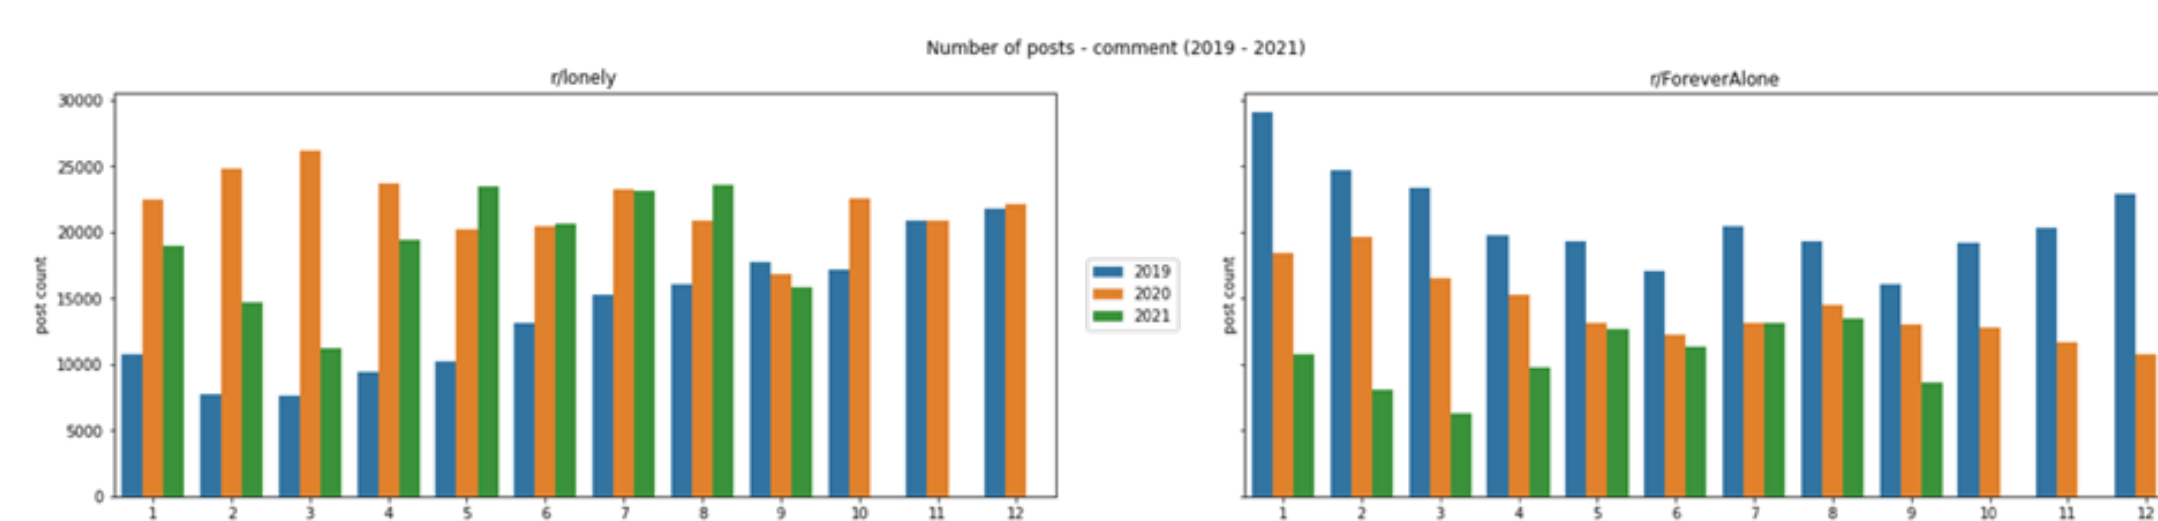 Number of posts - comment (2019 - 2021)
r/lonely
30000
25000
20000
15000
10000
5000
0
post count
1 2 3 4 5 6 7 8 9 10 11 12
2019
2020
2021
r/ForeverAlone
post count
1 2 3 4 5 6 7 8 9 10 11 12